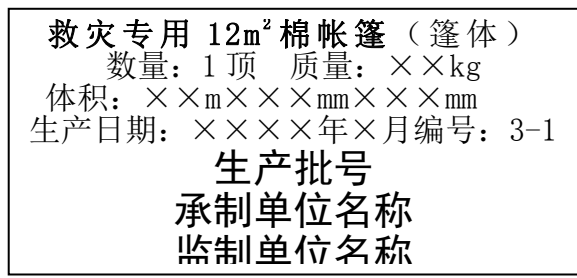 救灾专用 12m²棉帐篷（篷体）
数量：1顶　质量：××kg
体积：××m×××mm×××mm
生产日期：××××年×月编号：3-1
生产批号
承制单位名称
监制单位名称